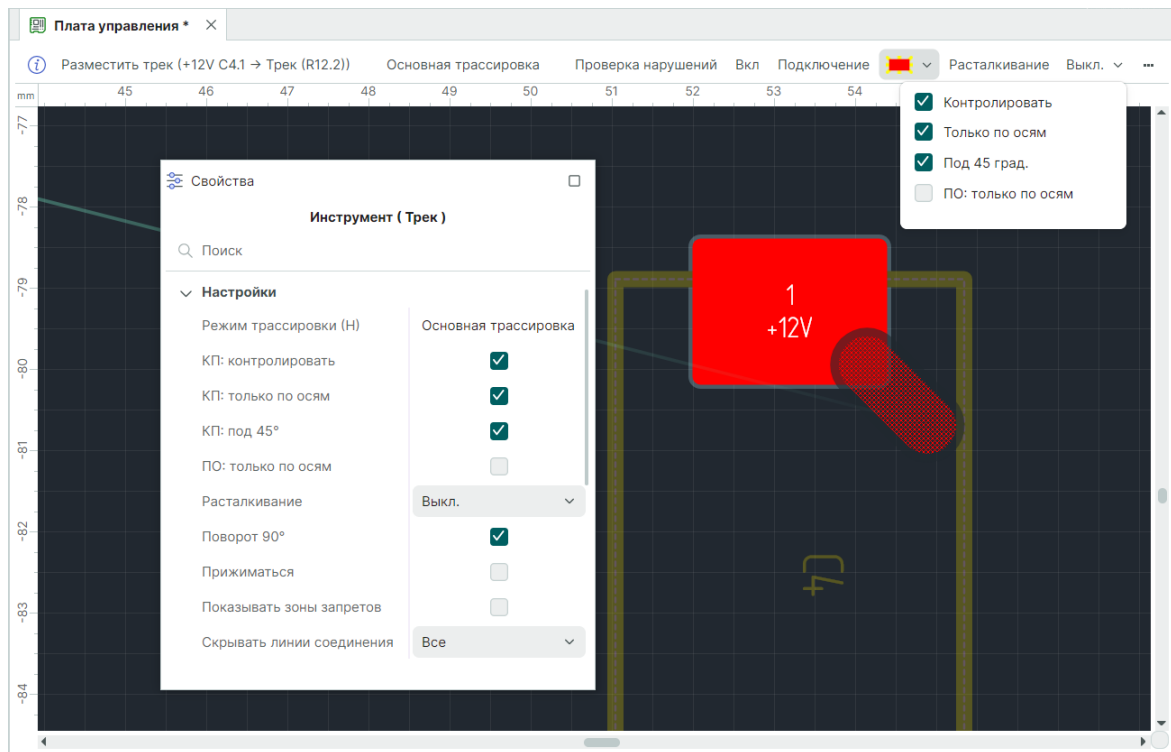 Плата управления *
Разместить трек (+12V C4.1 → Трек (R12.2)) Основная трассировка Проверка нарушений Вкл Подключение Расталкивание Выкл.
mm 45 46 47 48 49 50 51 52 53 54
Контролировать
Только по осям
Под 45 град.
ПО: только по осям
-77
-78
-79
-80
-81
-82
-83
-84
Свойства
Инструмент ( Трек )
Поиск
Настройки
Режим трассировки (H) Основная трассировка
КП: контролировать
КП: только по осям
КП: под 45°
ПО: только по осям
Расталкивание Выкл.
Поворот 90°
Прижиматься
Показывать зоны запретов
Скрывать линии соединения Все
1
+12V